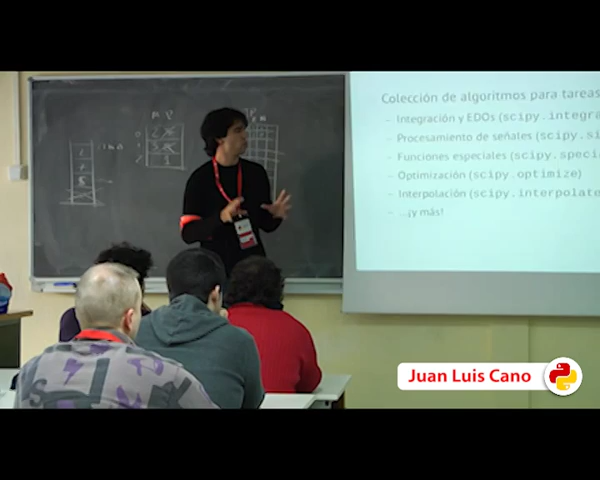 Colección de algoritmos para tareas
– Integración y EDOs (scipy.integra
– Procesamiento de señales (scipy.si
– Funciones especiales (scipy.speci
– Optimización (scipy.optimize)
– Interpolación (scipy.interpolate
– ...¡y más!
Juan Luis Cano